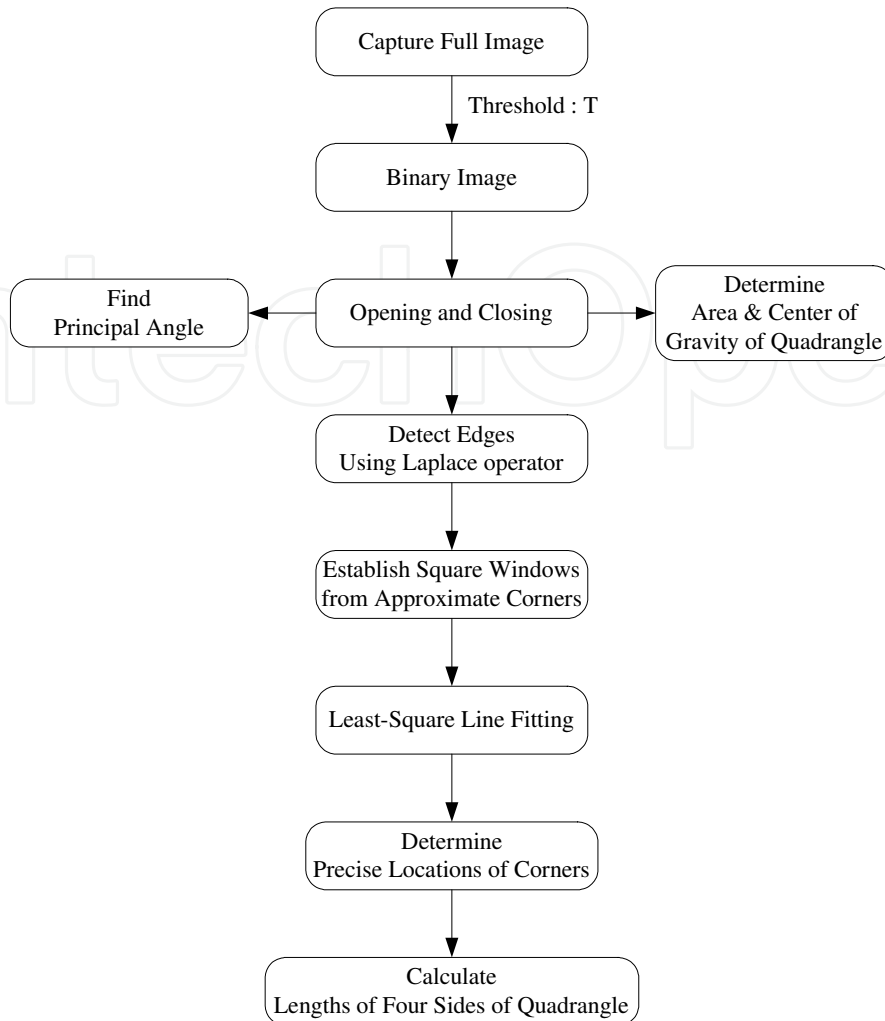 Capture Full Image
Threshold : T
Binary Image
Find
Principal Angle
Opening and Closing
Determine
Area & Center of
Gravity of Quadrangle
Detect Edges
Using Laplace operator
Establish Square Windows
from Approximate Corners
Least-Square Line Fitting
Determine
Precise Locations of Corners
Calculate
Lengths of Four Sides of Quadrangle